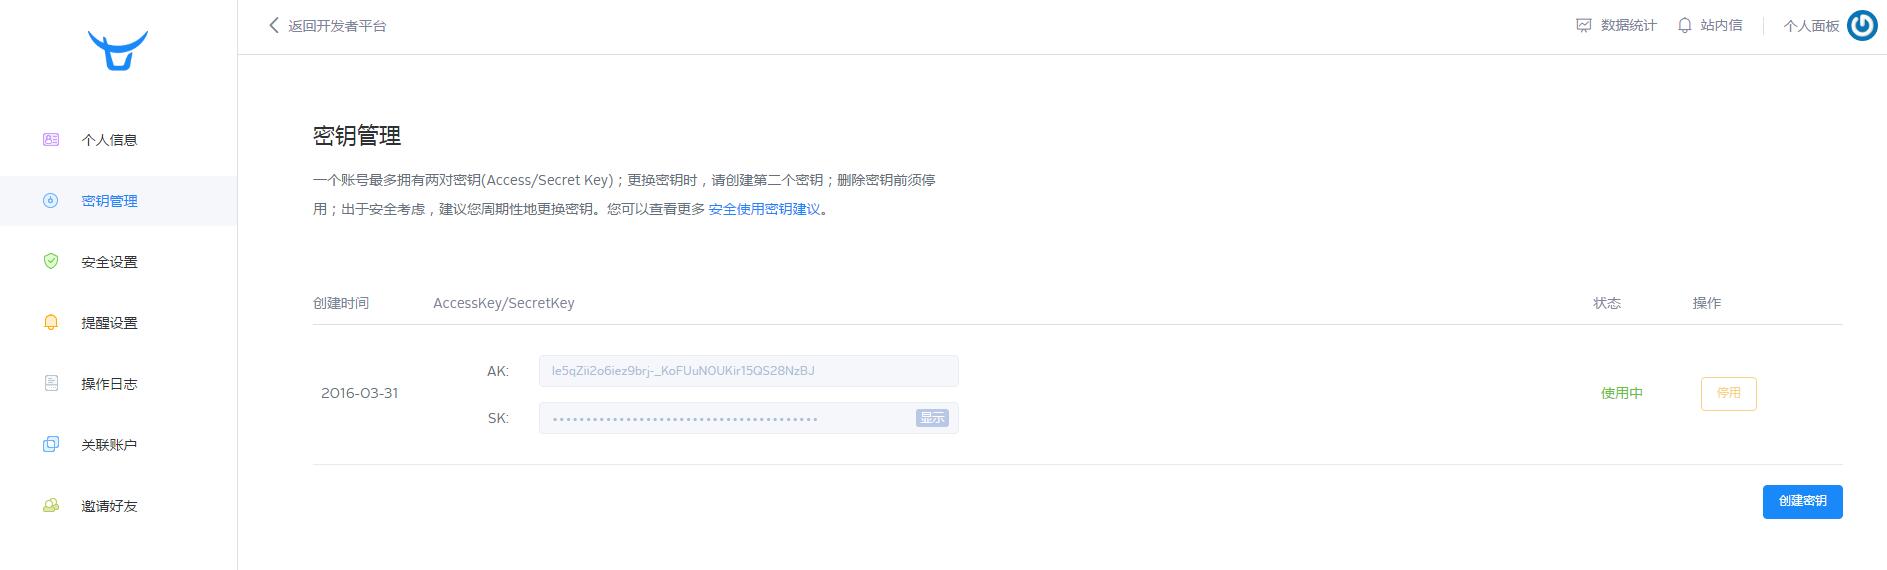 返回开发者平台
数据统计
站内信
个人面板
个人信息
密钥管理
安全设置
提醒设置
操作日志
关联账户
邀请好友
密钥管理
一个账号最多拥有两对密钥(Access/Secret Key)；更换密钥时，请创建第二个密钥；删除密钥前须停
用；出于安全考虑，建议您周期性地更换密钥。您可以查看更多 安全使用密钥建议。
创建时间 AccessKey/SecretKey 状态 操作
2016-03-31
AK: Ie5qZii2o6iez9brj-_KoFUuNOUKir15QS28NzBJ
SK: •••••••••••••••••••••••••••••••••••••••• 显示
使用中
停用
创建密钥